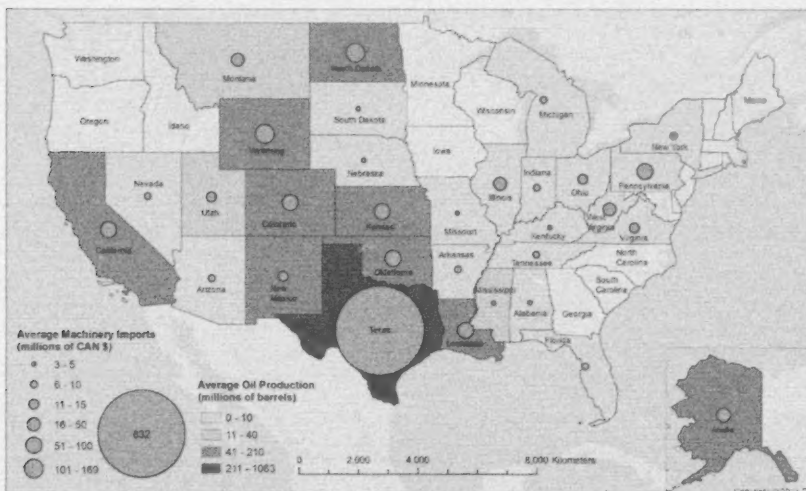 Washington
Oregon
Idaho
Montana
North Dakota
Minnesota
South Dakota
Wisconsin
Michigan
Maine
New York
Wyoming
Nebraska
Iowa
Nevada
Utah
Colorado
Kansas
California
Illinois
Indiana
Ohio
Pennsylvania
West
Virginia
Virginia
Missouri
Kentucky
Arizona
New
Mexico
Oklahoma
Arkansas
Tennessee
North
Carolina
South
Carolina
Mississippi
Alabama
Georgia
Texas
Louisiana
Florida
Alaska
Average Machinery Imports
(millions of CAN $)
3 - 5
6 - 10
11 - 15
16 - 50
51 - 100
101 - 169
832
Average Oil Production
(millions of barrels)
0 - 10
11 - 40
41 - 210
211 - 1063
0 2,000 4,000 8,000 Kilometers